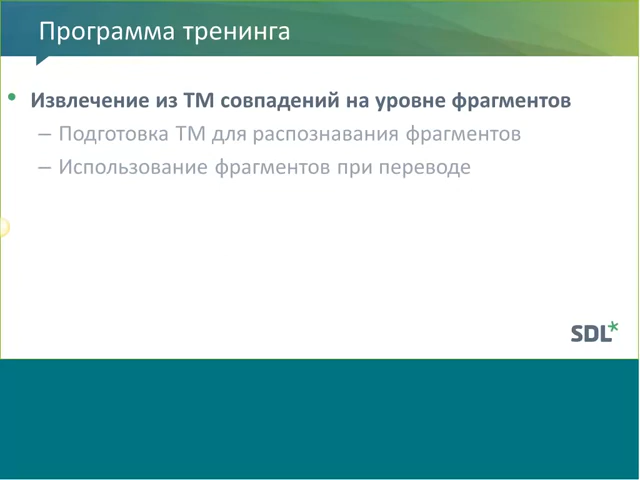 Программа тренинга
• Извлечение из ТМ совпадений на уровне фрагментов
– Подготовка ТМ для распознавания фрагментов
– Использование фрагментов при переводе
SDL*